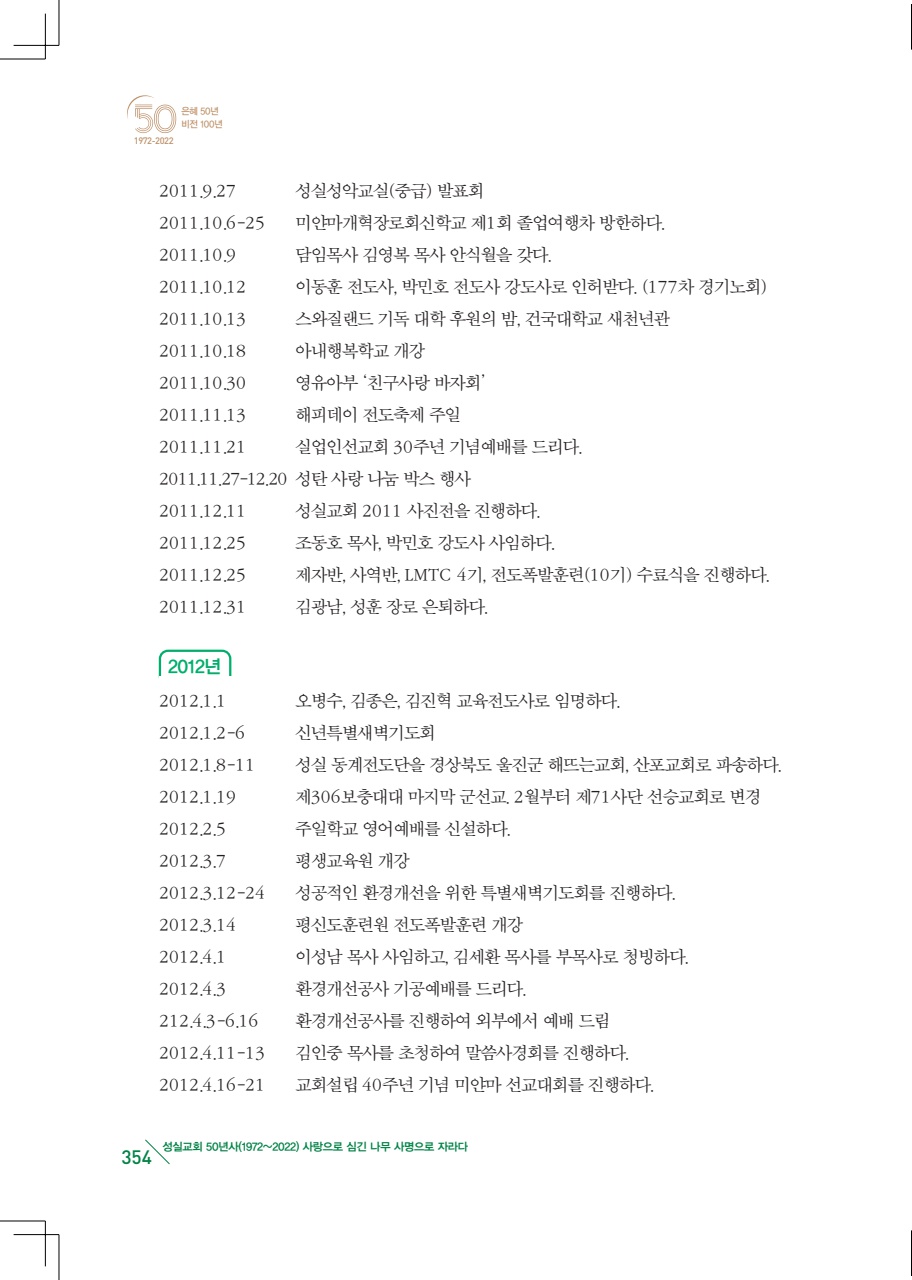 50
은혜 50년
비전 100년
1972-2022
2011.9.27 성실성악교실(중급) 발표회
2011.10.6-25 미얀마개혁장로회신학교 제1회 졸업여행차 방한하다.
2011.10.9 담임목사 김영복 목사 안식월을 갖다.
2011.10.12 이동훈 전도사, 박민호 전도사 강도사로 인허받다. (177차 경기노회)
2011.10.13 스와질랜드 기독 대학 후원의 밤, 건국대학교 새천년관
2011.10.18 아내행복학교 개강
2011.10.30 영유아부 ‘친구사랑 바자회’
2011.11.13 해피데이 전도축제 주일
2011.11.21 실업인선교회 30주년 기념예배를 드리다.
2011.11.27-12.20 성탄 사랑 나눔 박스 행사
2011.12.11 성실교회 2011 사진전을 진행하다.
2011.12.25 조동호 목사, 박민호 강도사 사임하다.
2011.12.25 제자반, 사역반, LMTC 4기, 전도폭발훈련(10기) 수료식을 진행하다.
2011.12.31 김광남, 성훈 장로 은퇴하다.
2012년
2012.1.1 오병수, 김종은, 김진혁 교육전도사로 임명하다.
2012.1.2-6 신년특별새벽기도회
2012.1.8-11 성실 동계전도단을 경상북도 울진군 해뜨는교회, 산포교회로 파송하다.
2012.1.19 제306보충대대 마지막 군선교. 2월부터 제71사단 선승교회로 변경
2012.2.5 주일학교 영어예배를 신설하다.
2012.3.7 평생교육원 개강
2012.3.12-24 성공적인 환경개선을 위한 특별새벽기도회를 진행하다.
2012.3.14 평신도훈련원 전도폭발훈련 개강
2012.4.1 이성남 목사 사임하고, 김세환 목사를 부목사로 청빙하다.
2012.4.3 환경개선공사 기공예배를 드리다.
212.4.3-6.16 환경개선공사를 진행하여 외부에서 예배 드림
2012.4.11-13 김인중 목사를 초청하여 말씀사경회를 진행하다.
2012.4.16-21 교회설립 40주년 기념 미얀마 선교대회를 진행하다.
354 성실교회 50년사(1972~2022) 사랑으로 심긴 나무 사명으로 자라다